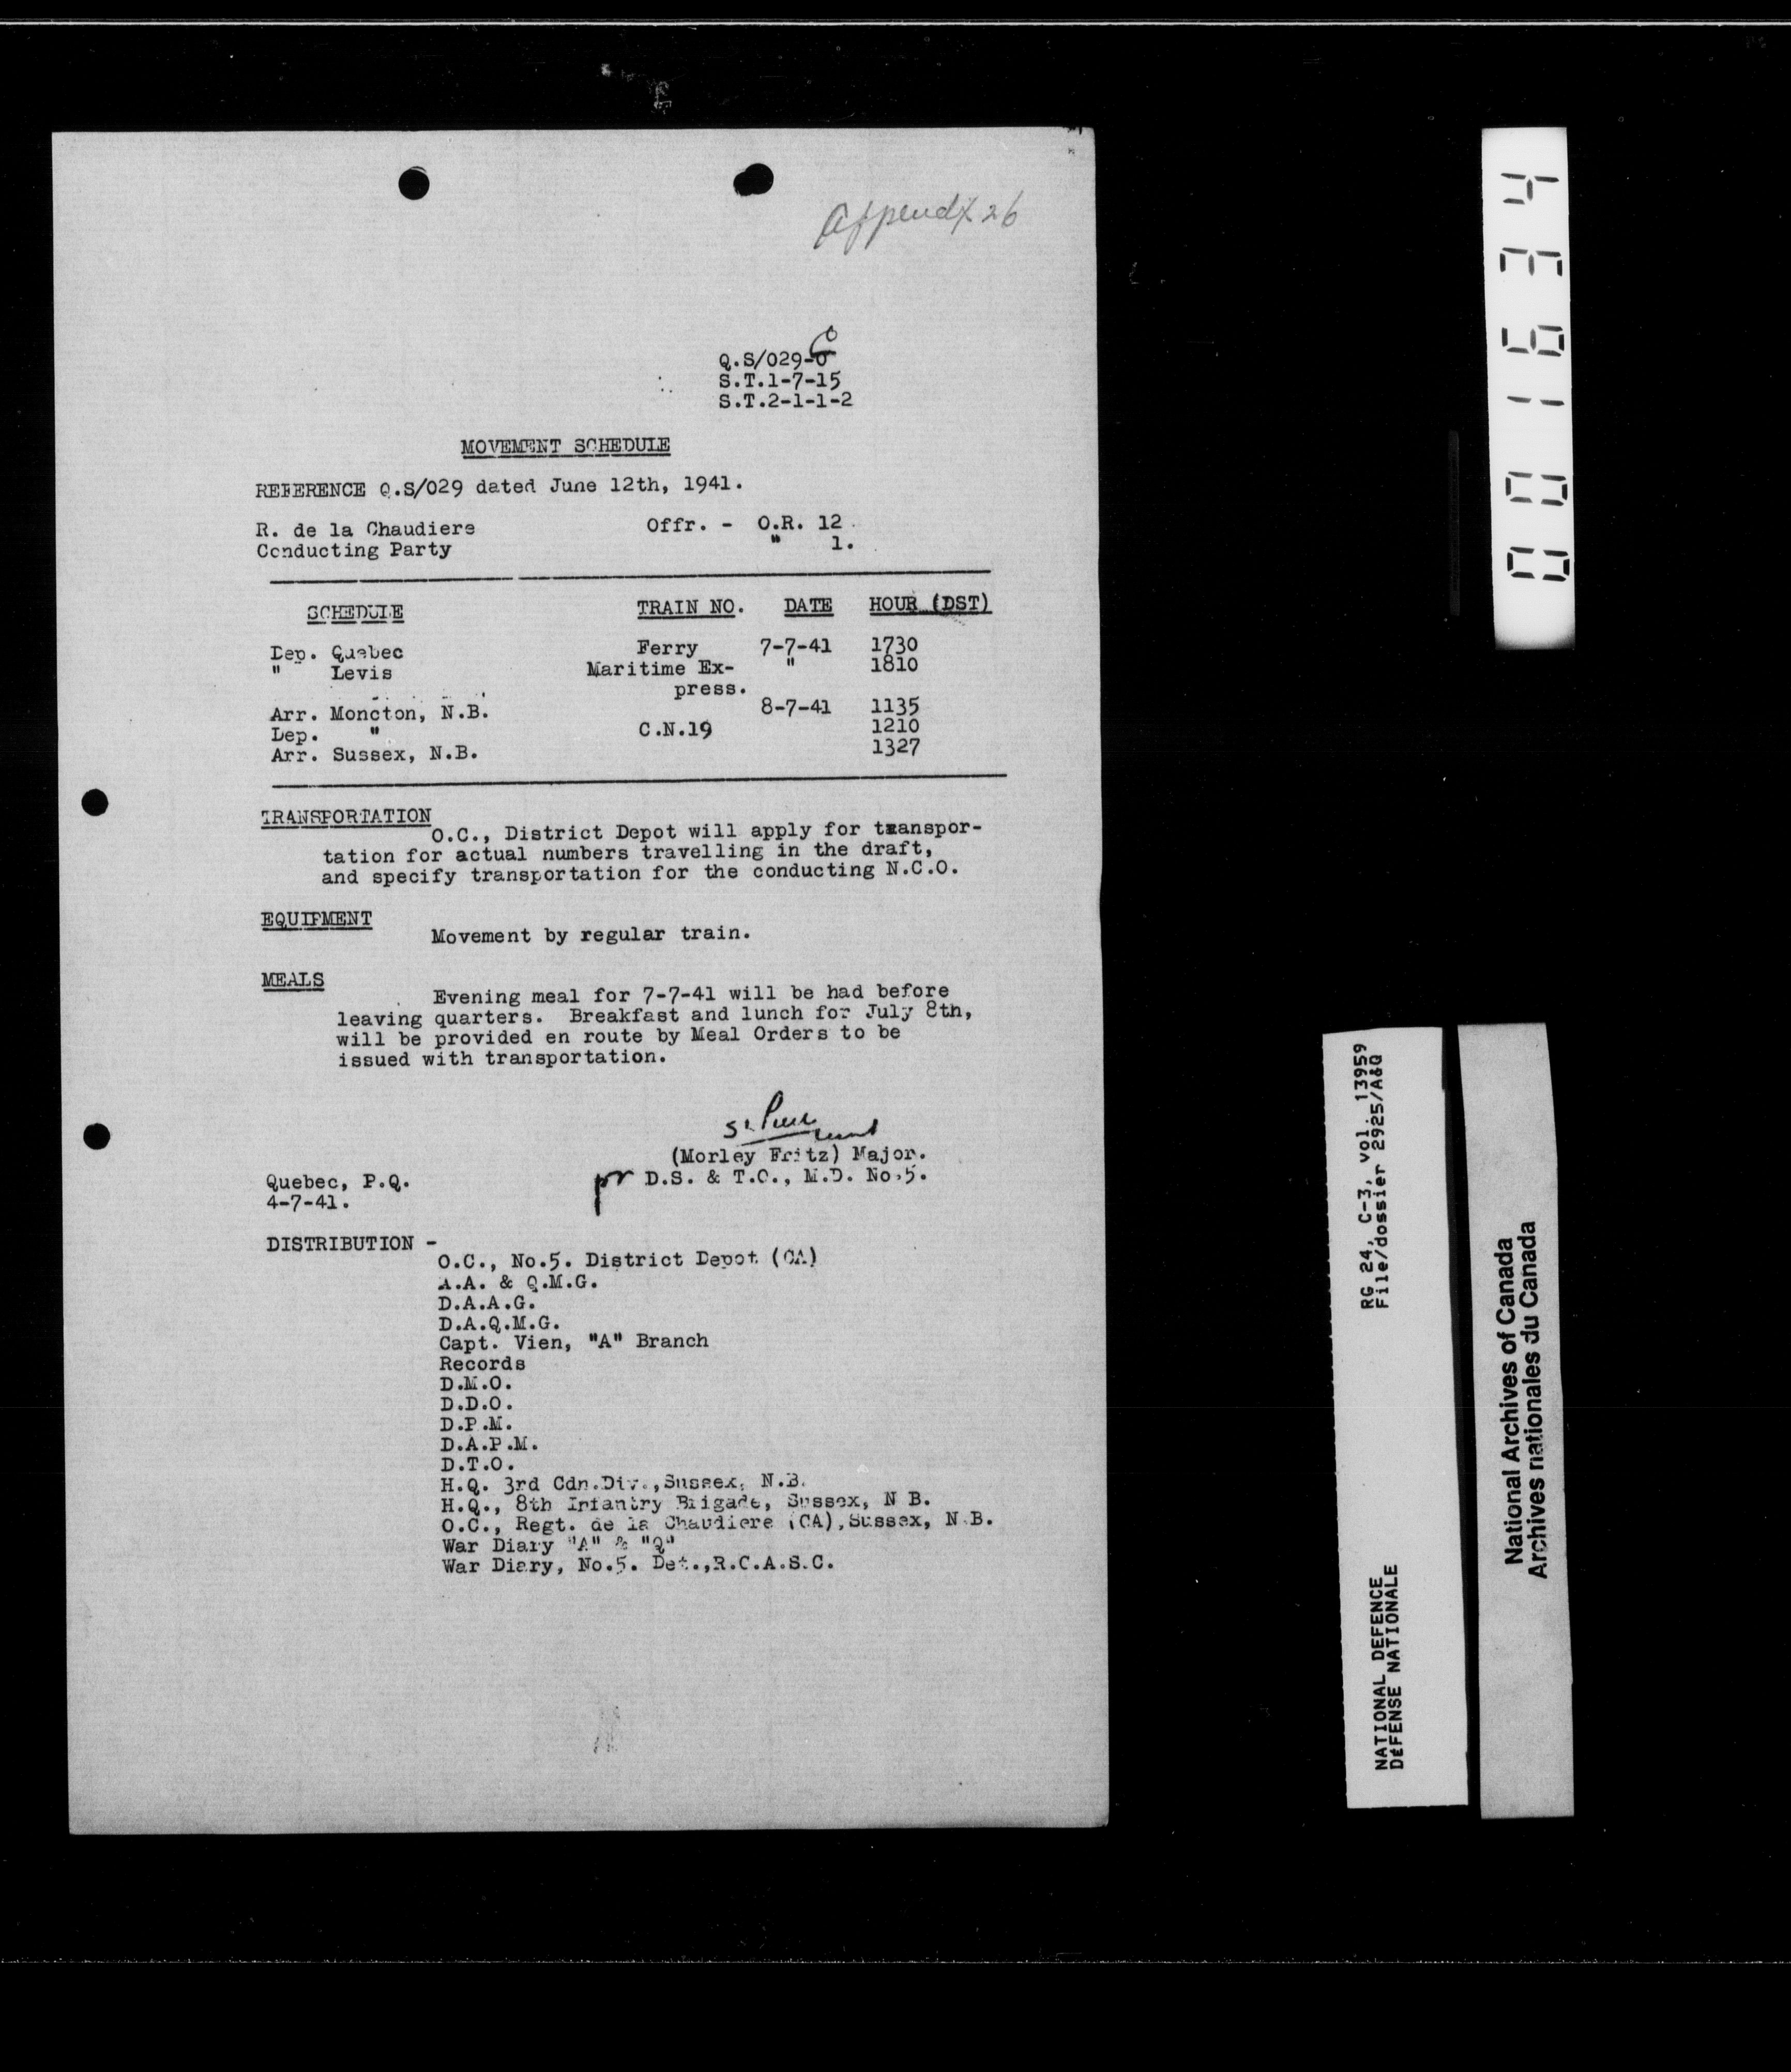 Appendix 26
Q.S/029-0
S.T.1-7-15
S.T.2-1-1-2
MOVEMENT SCHEDULE
REFERENCE Q.S/029 dated June 12th, 1941.
R. de la Chaudiere Offr. - O.R. 12
Conducting Party " 1.
SCHEDULE TRAIN NO. DATE HOUR (DST)
Dep. Quebec Ferry 7-7-41 1730
" Levis Maritime Ex- " 1810
press.
Arr. Moncton, N.B. 8-7-41 1135
Dep. " C.N.19 1210
Arr. Sussex, N.B. 1327
TRANSPORTATION
O.C., District Depot will apply for transpor-
tation for actual numbers travelling in the draft,
and specify transportation for the conducting N.C.O.
EQUIPMENT
Movement by regular train.
MEALS
Evening meal for 7-7-41 will be had before
leaving quarters. Breakfast and lunch for July 8th,
will be provided en route by Meal Orders to be
issued with transportation.
(Morley Fritz) Major.
Quebec, P.Q. pr D.S. & T.O., M.D. No.5.
4-7-41.
DISTRIBUTION -
O.C., No.5. District Depot (CA)
A.A. & Q.M.G.
D.A.A.G.
D.A.Q.M.G.
Capt. Vien, "A" Branch
Records
D.M.O.
D.D.O.
D.P.M.
D.A.P.M.
D.T.O.
H.Q. 3rd Cdn.Div.,Sussex, N.B.
H.Q., 8th Infantry Brigade, Sussex, N.B.
O.C., Regt. de la Chaudiere (CA),Sussex, N.B.
War Diary "A" & "Q"
War Diary, No.5. Det.,R.C.A.S.C.
001634
RG 24, C-3, vol. 13959
File/dossier 2925/A&Q
NATIONAL DEFENCE
DÉFENSE NATIONALE
National Archives of Canada
Archives nationales du Canada